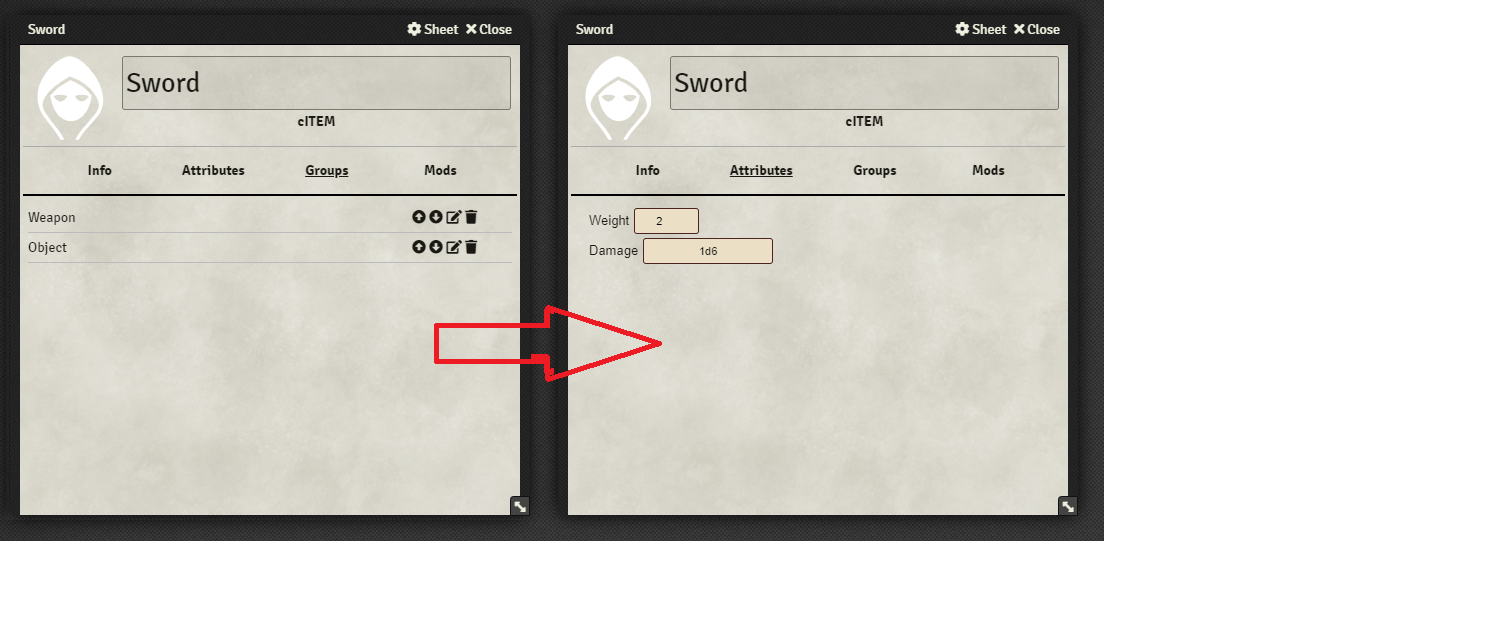 Sword Sheet Close
Sword
cITEM
Info Attributes Groups Mods
Weapon
Object
Sword Sheet Close
Sword
cITEM
Info Attributes Groups Mods
Weight 2
Damage 1d6